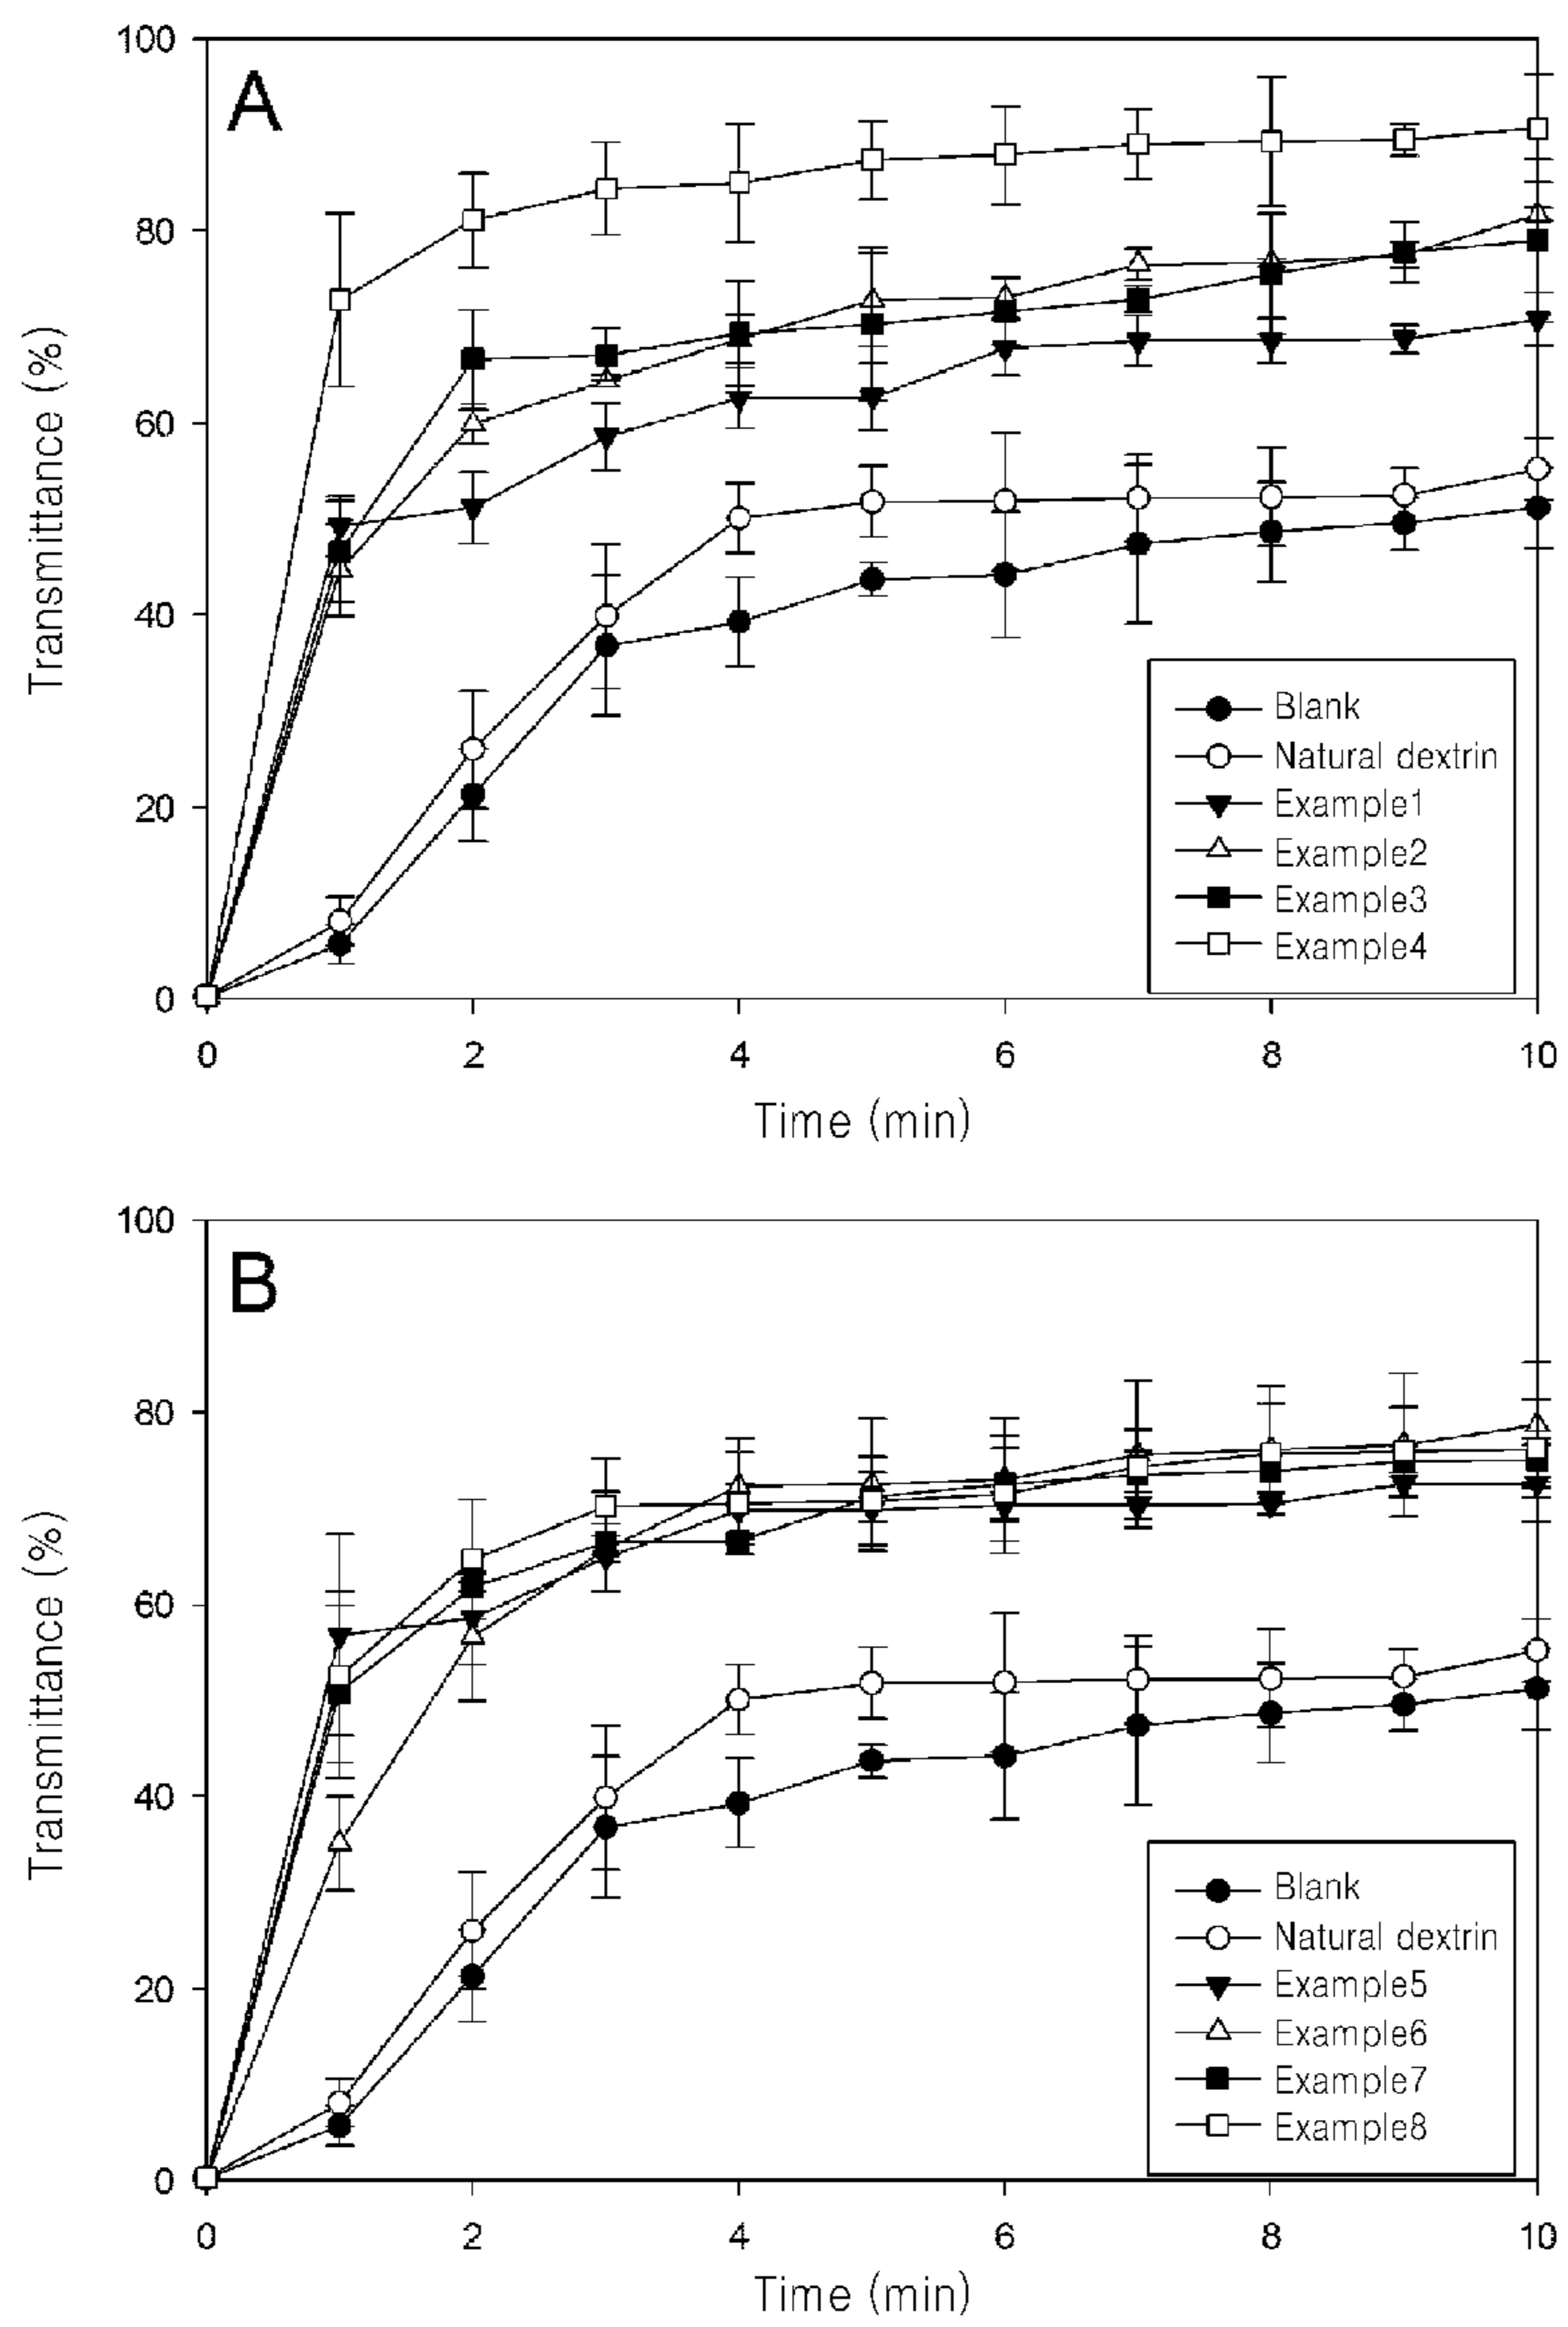 100
A
80
60
40
20
0
Transmittance (%)
Blank
Natural dextrin
Example1
Example2
Example3
Example4
0 2 4 6 8 10
Time (min)
100
B
80
60
40
20
0
Transmittance (%)
Blank
Natural dextrin
Example5
Example6
Example7
Example8
0 2 4 6 8 10
Time (min)